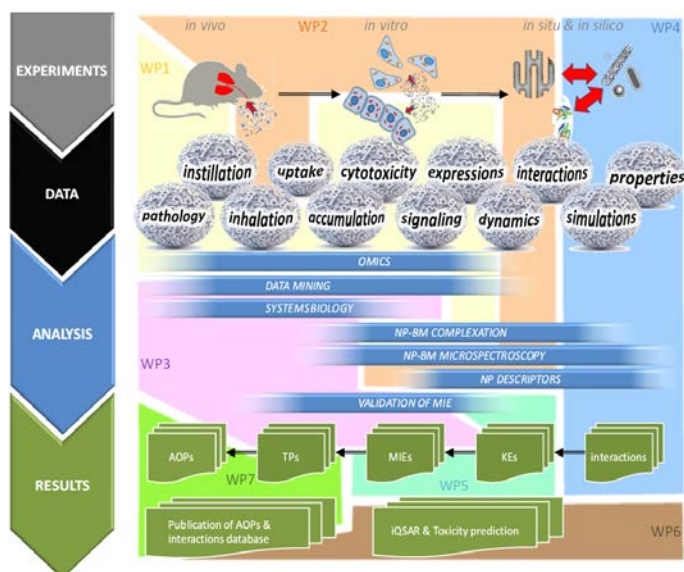 in vivo
WP2
in vitro
in situ & in silico
WP4
EXPERIMENTS
WP1
DATA
instillation
uptake
cytotoxicity
expressions
interactions
properties
pathology
inhalation
accumulation
signaling
dynamics
simulations
OMICS
DATA MINING
SYSTEMSBIOLOGY
ANALYSIS
NP-BM COMPLEXATION
WP3
NP-BM MICROSPECTROSCOPY
NP DESCRIPTORS
VALIDATION OF MIE
RESULTS
AOPs
TPs
MIEs
KEs
interactions
WP7
WP5
Publication of AOPs &
interactions database
iQSAR & Toxicity prediction
WP6